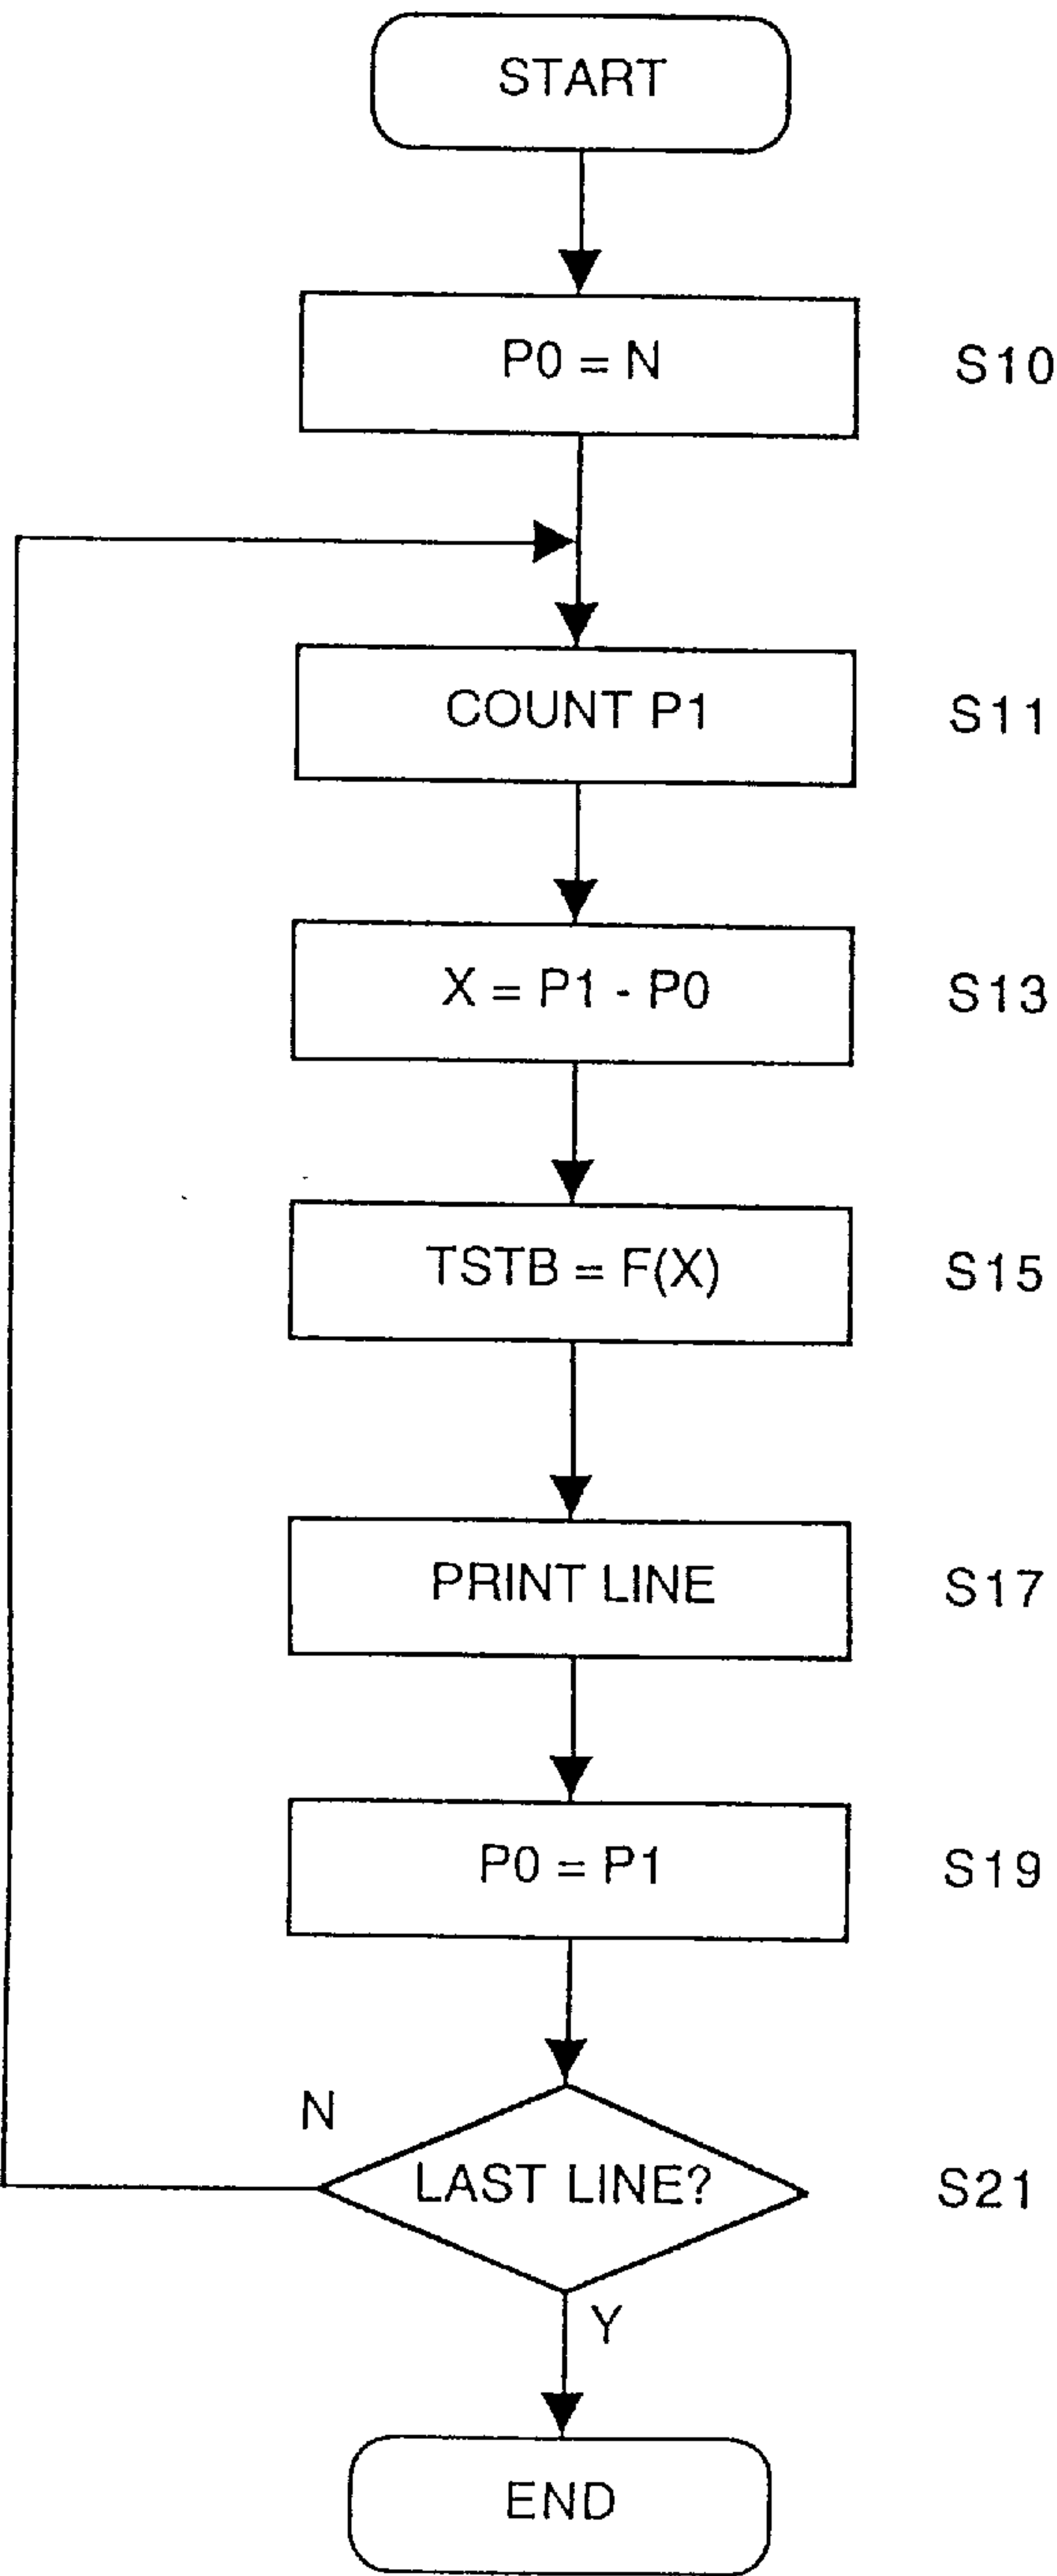 START
P0 = N
S10
COUNT P1
S11
X = P1 - P0
S13
TSTB = F(X)
S15
PRINT LINE
S17
P0 = P1
S19
N
LAST LINE?
S21
Y
END